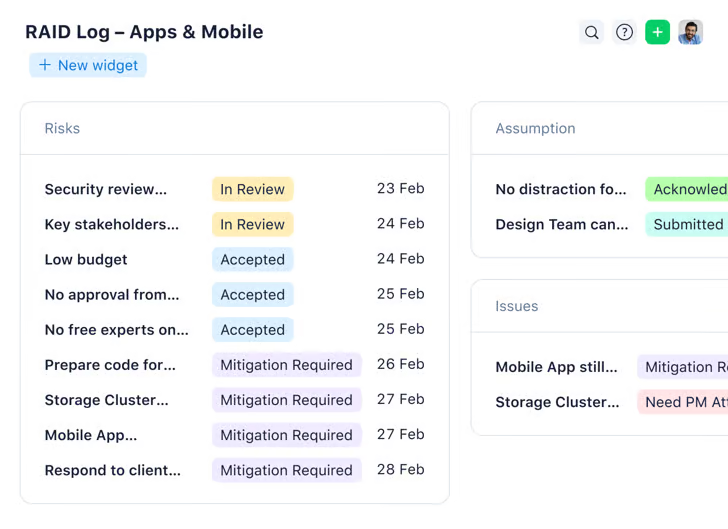 RAID Log – Apps & Mobile
+ New widget
Risks
Security review... In Review 23 Feb
Key stakeholders... In Review 24 Feb
Low budget Accepted 24 Feb
No approval from... Accepted 25 Feb
No free experts on... Accepted 25 Feb
Prepare code for... Mitigation Required 26 Feb
Storage Cluster... Mitigation Required 27 Feb
Mobile App... Mitigation Required 27 Feb
Respond to client... Mitigation Required 28 Feb
Assumption
No distraction fo... Acknowled
Design Team can... Submitted
Issues
Mobile App still... Mitigation R
Storage Cluster... Need PM Att